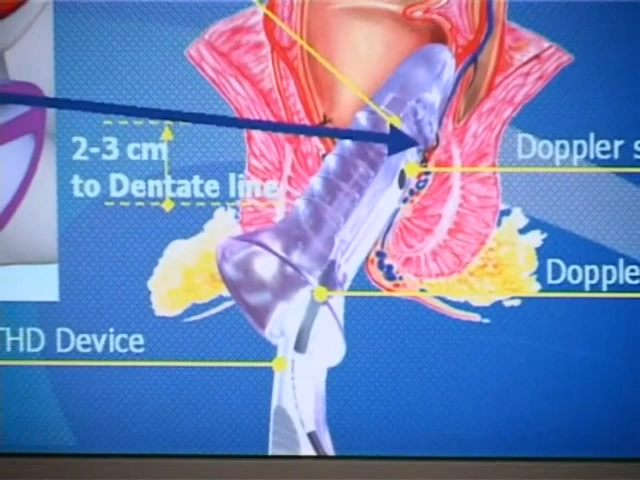 2-3 cm
to Dentate line
Doppler s
Dopple
THD Device